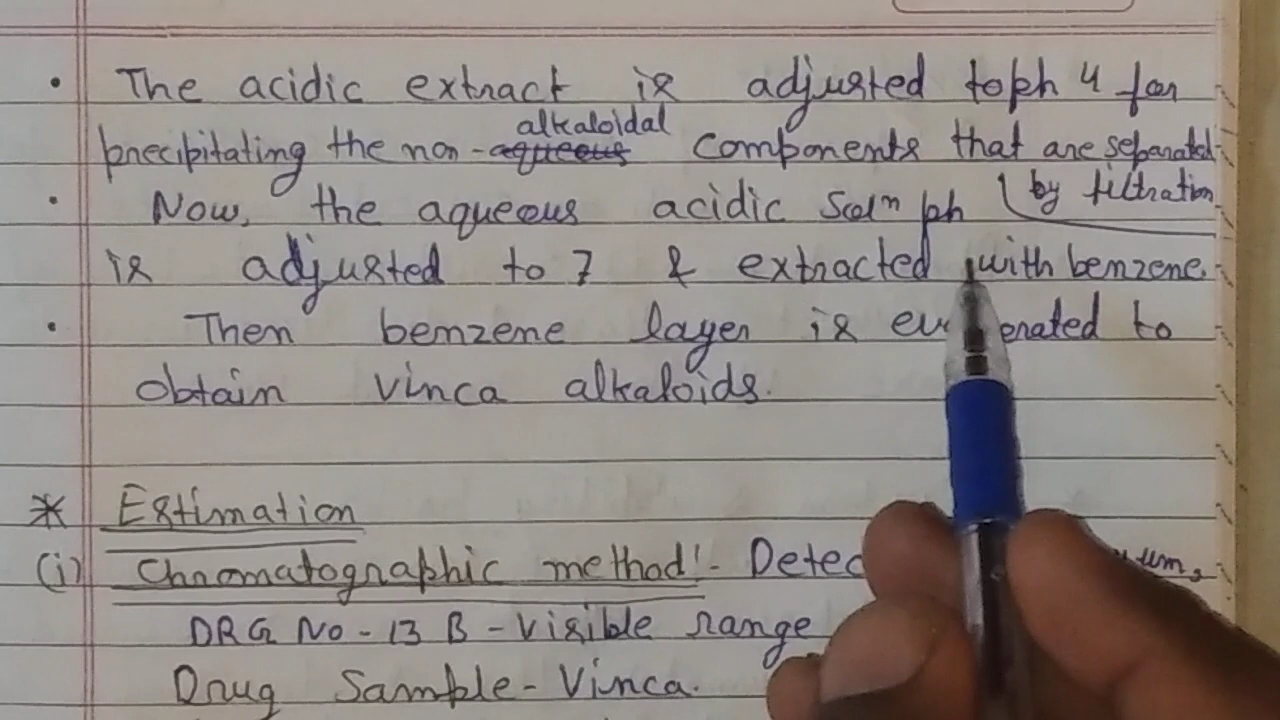 • The acidic extract is adjusted to ph 4 for
precipitating the non-aqueous alkaloidal components that are separated
by filtration
• Now, the aqueous acidic Solⁿ ph
is adjusted to 7 & extracted with benzene.
• Then benzene layer is
to
obtain vinca alkaloids.
* Estimation
(i) Chromatographic method:-
DRG No - 13 B - Visible range
Drug Sample - Vinca.